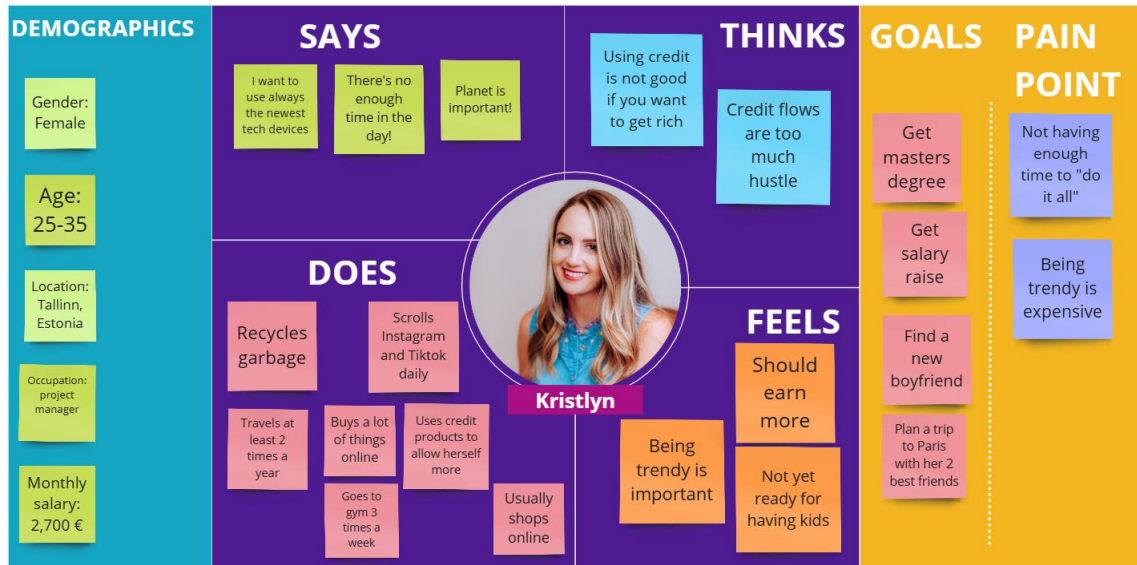 DEMOGRAPHICS
Gender:
Female
Age:
25-35
Location:
Tallinn,
Estonia
Occupation:
project
manager
Monthly
salary:
2,700 €
SAYS
I want to
use always
the newest
tech devices
There's no
enough
time in the
day!
Planet is
important!
THINKS
Using credit
is not good
if you want
to get rich
Credit flows
are too
much
hustle
DOES
Recycles
garbage
Scrolls
Instagram
and Tiktok
daily
Travels at
least 2
times a
year
Buys a lot
of things
online
Uses credit
products to
allow herself
more
Goes to
gym 3
times a
week
Usually
shops
online
Kristlyn
FEELS
Should
earn
more
Being
trendy is
important
Not yet
ready for
having kids
GOALS
Get
masters
degree
Get
salary
raise
Find a
new
boyfriend
Plan a trip
to Paris
with her 2
best friends
PAIN
POINT
Not having
enough
time to "do
it all"
Being
trendy is
expensive